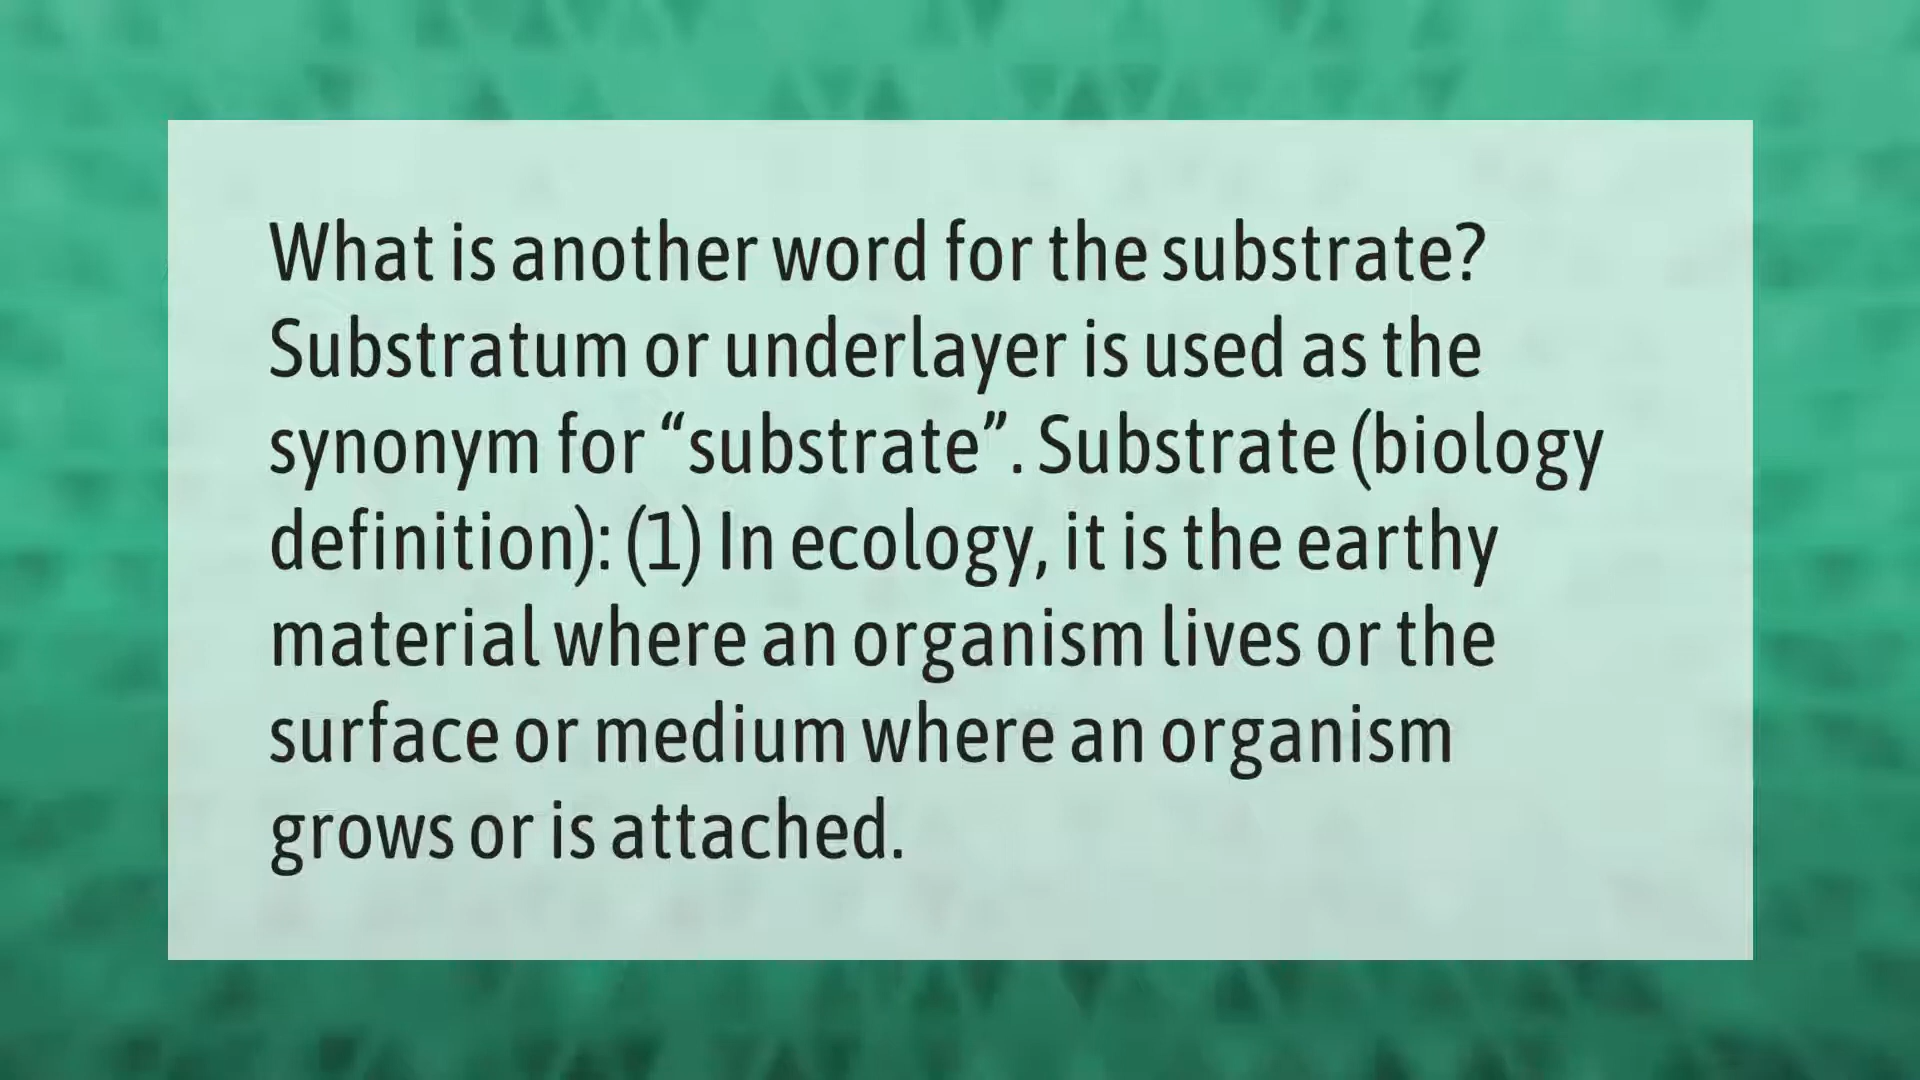 What is another word for the substrate?
Substratum or underlayer is used as the
synonym for “substrate”. Substrate (biology
definition): (1) In ecology, it is the earthy
material where an organism lives or the
surface or medium where an organism
grows or is attached.